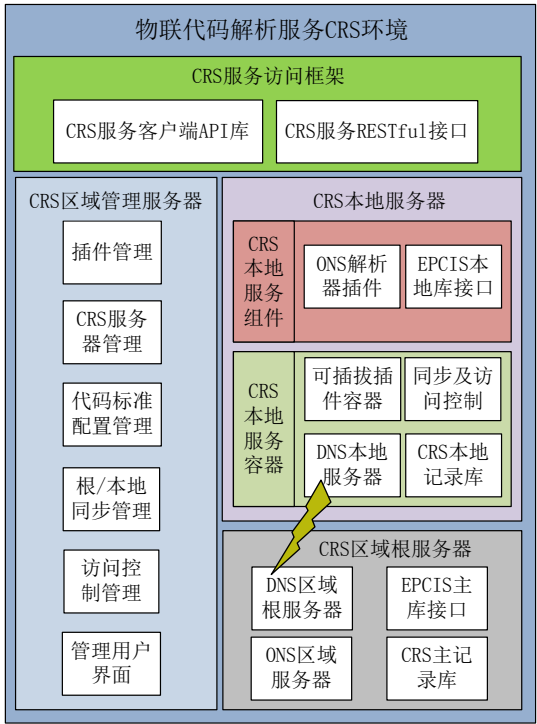 物联代码解析服务CRS环境
CRS服务访问框架
CRS服务客户端API库
CRS服务RESTful接口
CRS区域管理服务器
插件管理
CRS服务
器管理
代码标准
配置管理
根/本地
同步管理
访问控
制管理
管理用户
界面
CRS本地服务器
CRS
本地
服务
组件
ONS解析
器插件
EPCIS本
地库接口
CRS
本地
服务
容器
可插拔插
件容器
同步及访
问控制
DNS本地
服务器
CRS本地
记录库
CRS区域根服务器
DNS区域
根服务器
EPCIS主
库接口
ONS区域
服务器
CRS主记
录库